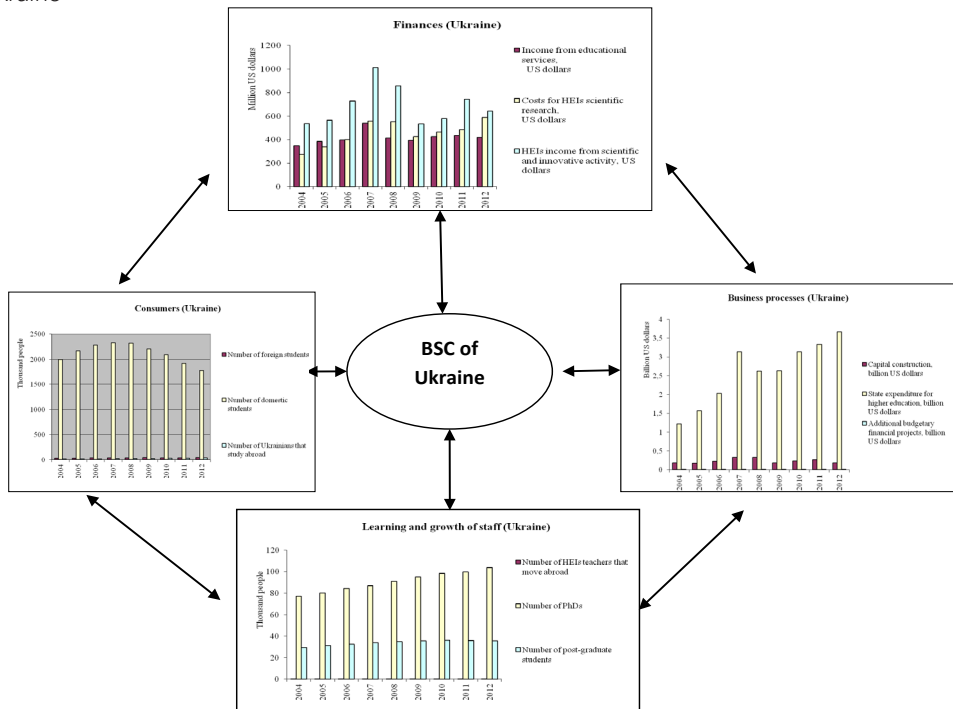 Finances (Ukraine)
Million US dollars
1200
1000
800
600
400
200
0
2004
2005
2006
2007
2008
2009
2010
2011
2012
Income from educational
services,
US dollars
Costs for HEIs scientific
research,
US dollars
HEIs income from scientific
and innovative activity, US
dollars
Consumers (Ukraine)
Thousand people
2500
2000
1500
1000
500
0
2004
2005
2006
2007
2008
2009
2010
2011
2012
Number of foreign students
Number of domestic
students
Number of Ukrainians that
study abroad
BSC of
Ukraine
Business processes (Ukraine)
Billion US dollars
4
3,5
3
2,5
2
1,5
1
0,5
0
2004
2005
2006
2007
2008
2009
2010
2011
2012
Capital construction,
billion US dollars
State expenditure for
higher education, billion
US dollars
Additional budgetary
financial projects, billion
US dollars
Learning and growth of staff (Ukraine)
Thousand people
120
100
80
60
40
20
0
2004
2005
2006
2007
2008
2009
2010
2011
2012
Number of HEIs teachers that
move abroad
Number of PhDs
Number of post-graduate
students